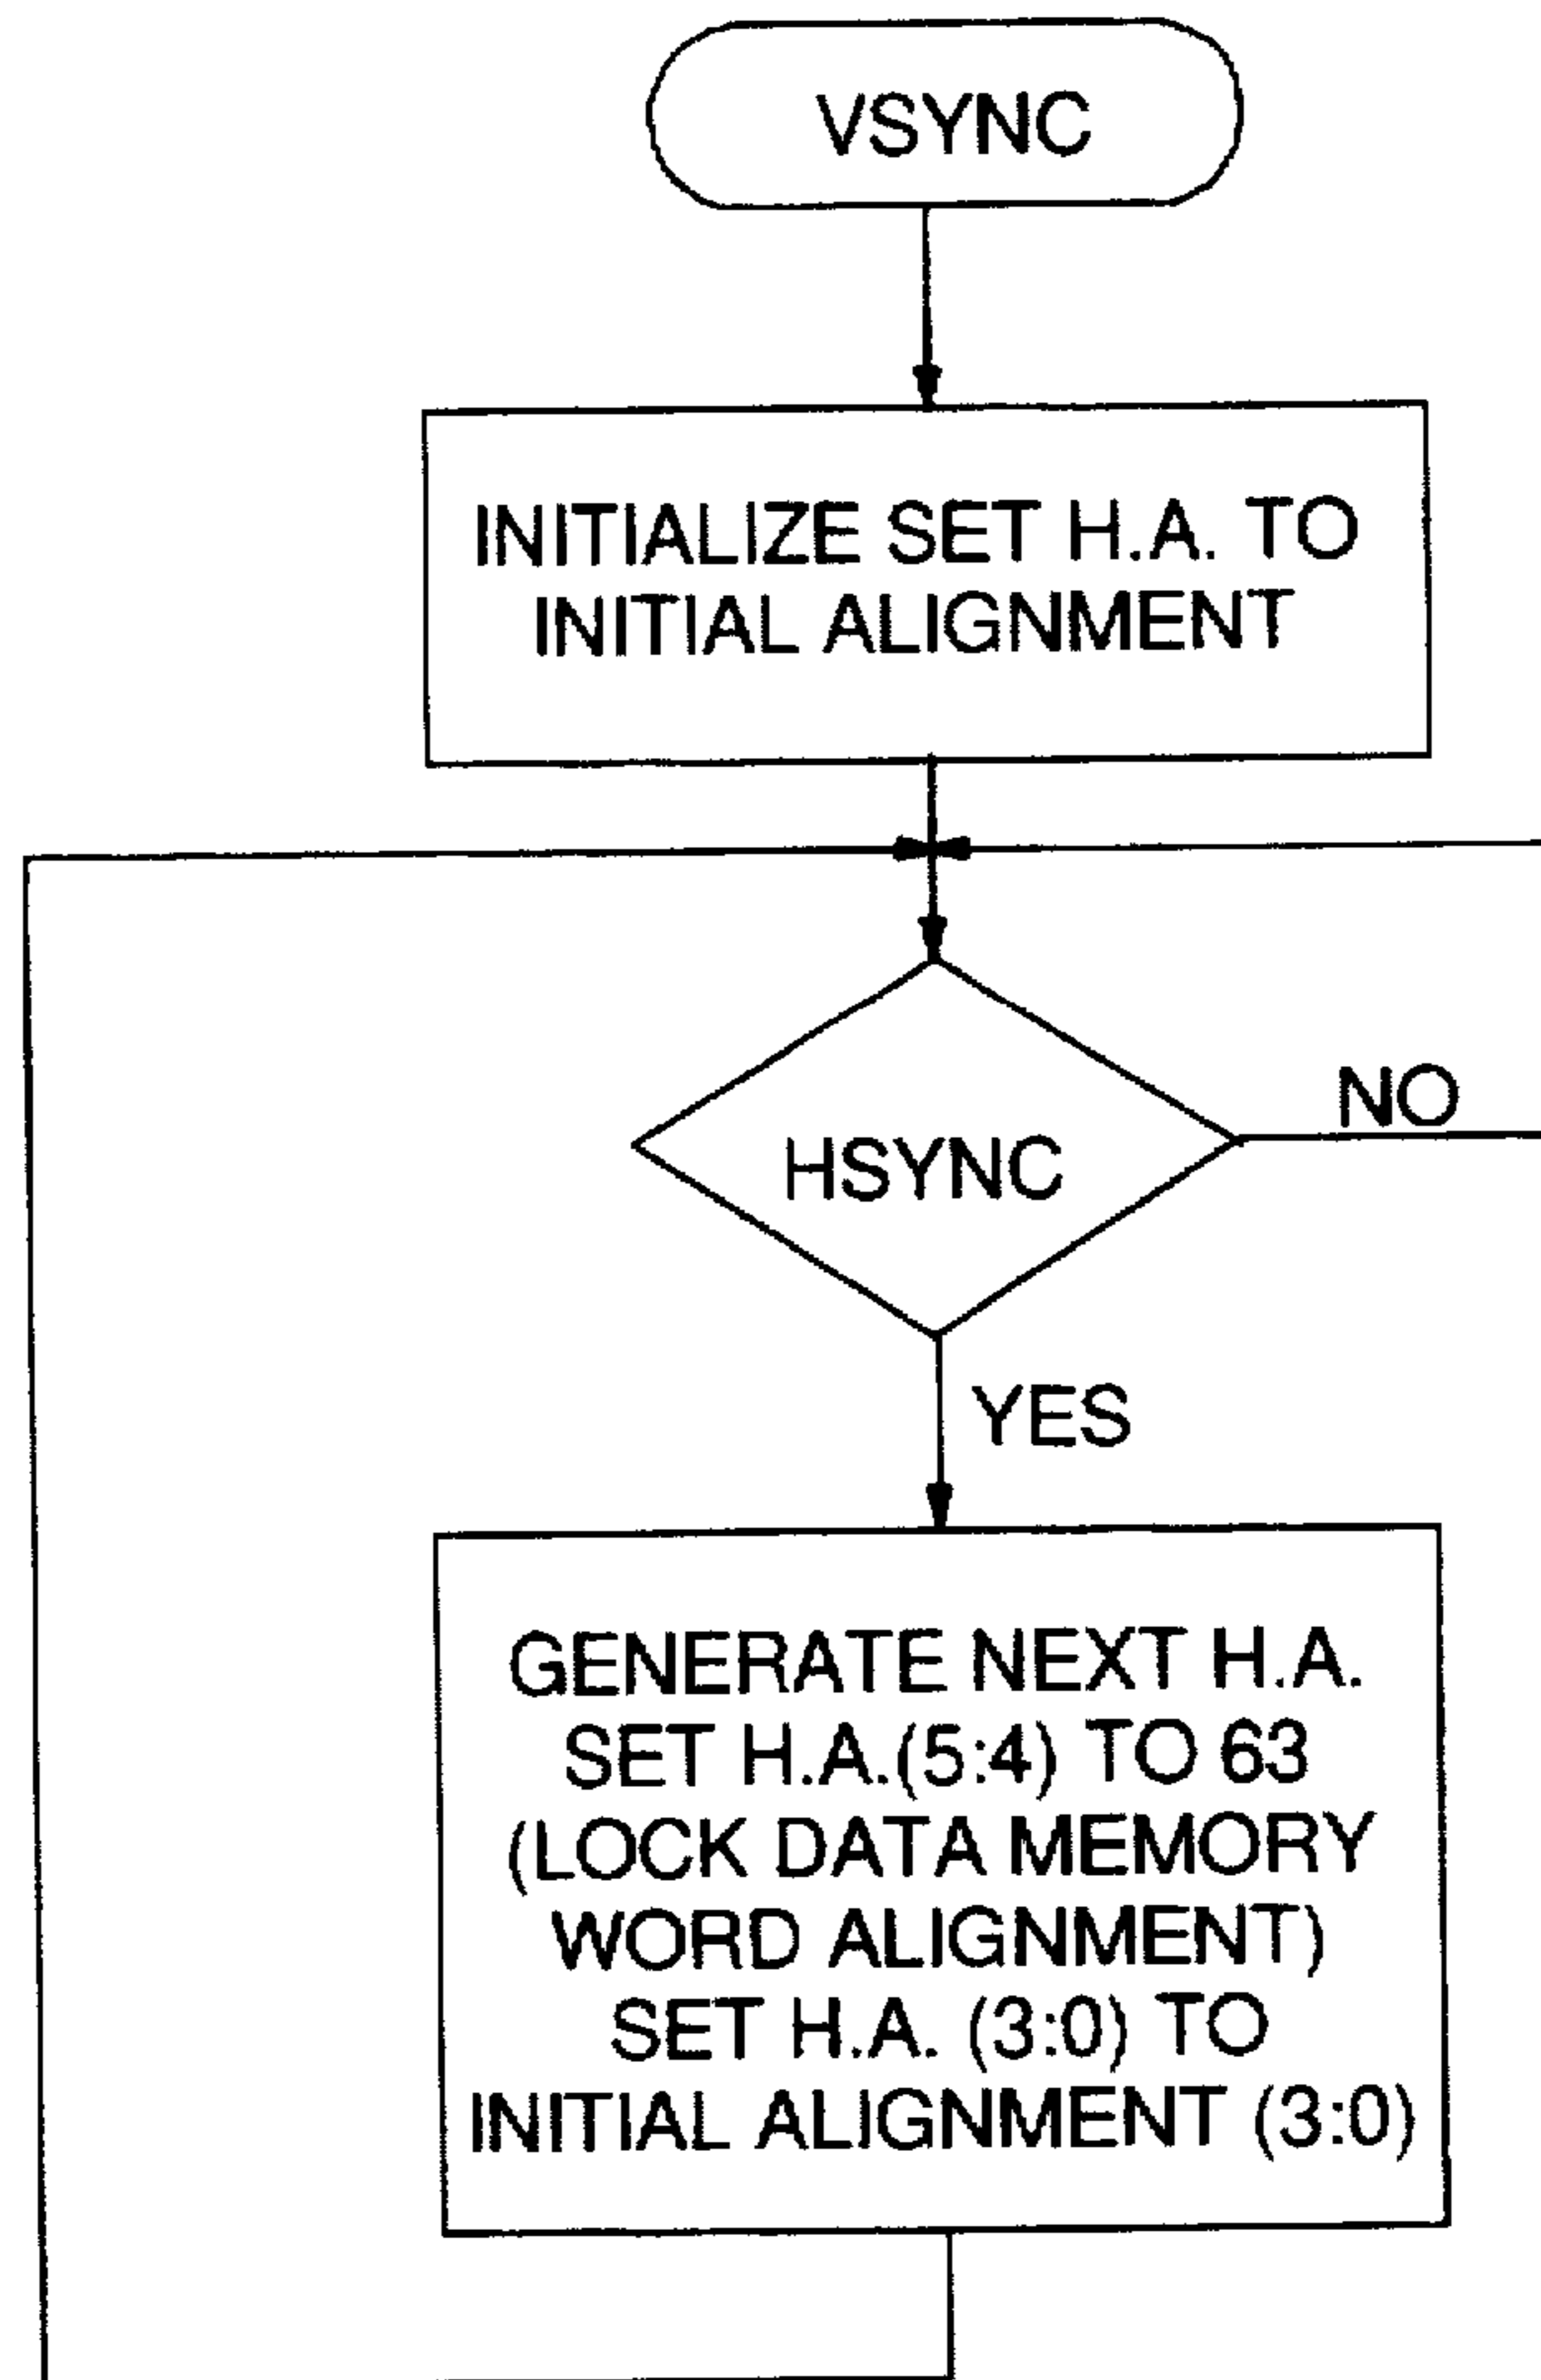 VSYNC
INITIALIZE SET H.A. TO
INITIAL ALIGNMENT
HSYNC
NO
YES
GENERATE NEXT H.A.
SET H.A.(5:4) TO 63
(LOCK DATA MEMORY
WORD ALIGNMENT)
SET H.A. (3:0) TO
INITIAL ALIGNMENT (3:0)